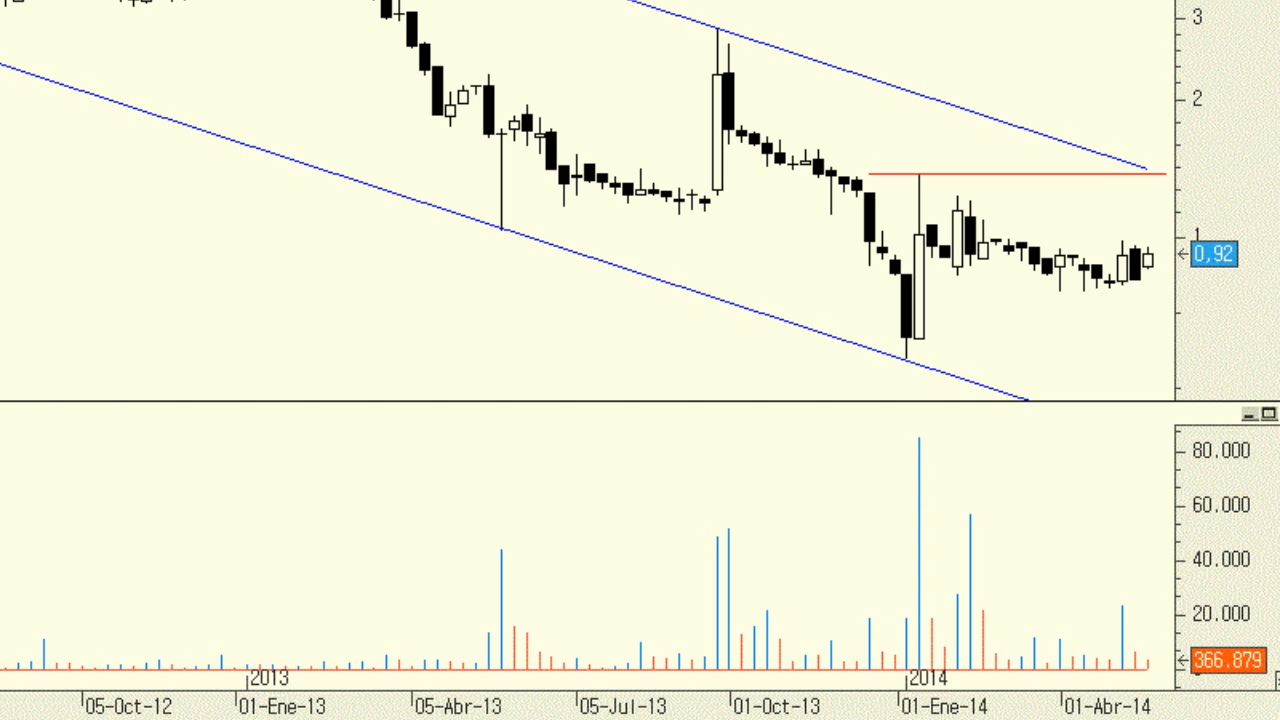 3
2
1
0,92
80.000
60.000
40.000
20.000
366.879
2013
2014
05-Oct-12
01-Ene-13
05-Abr-13
05-Jul-13
01-Oct-13
01-Ene-14
01-Abr-14